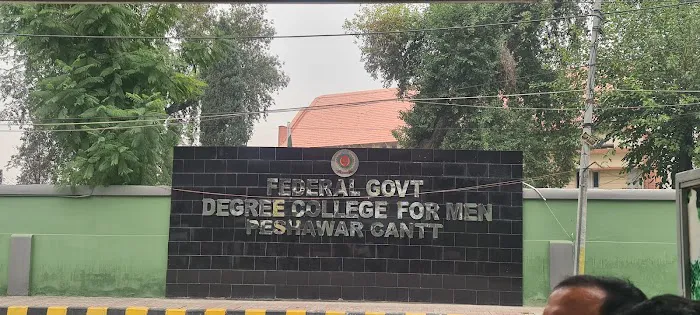 FEDERAL GOVT
DEGREE COLLEGE FOR MEN
PESHAWAR CANTT